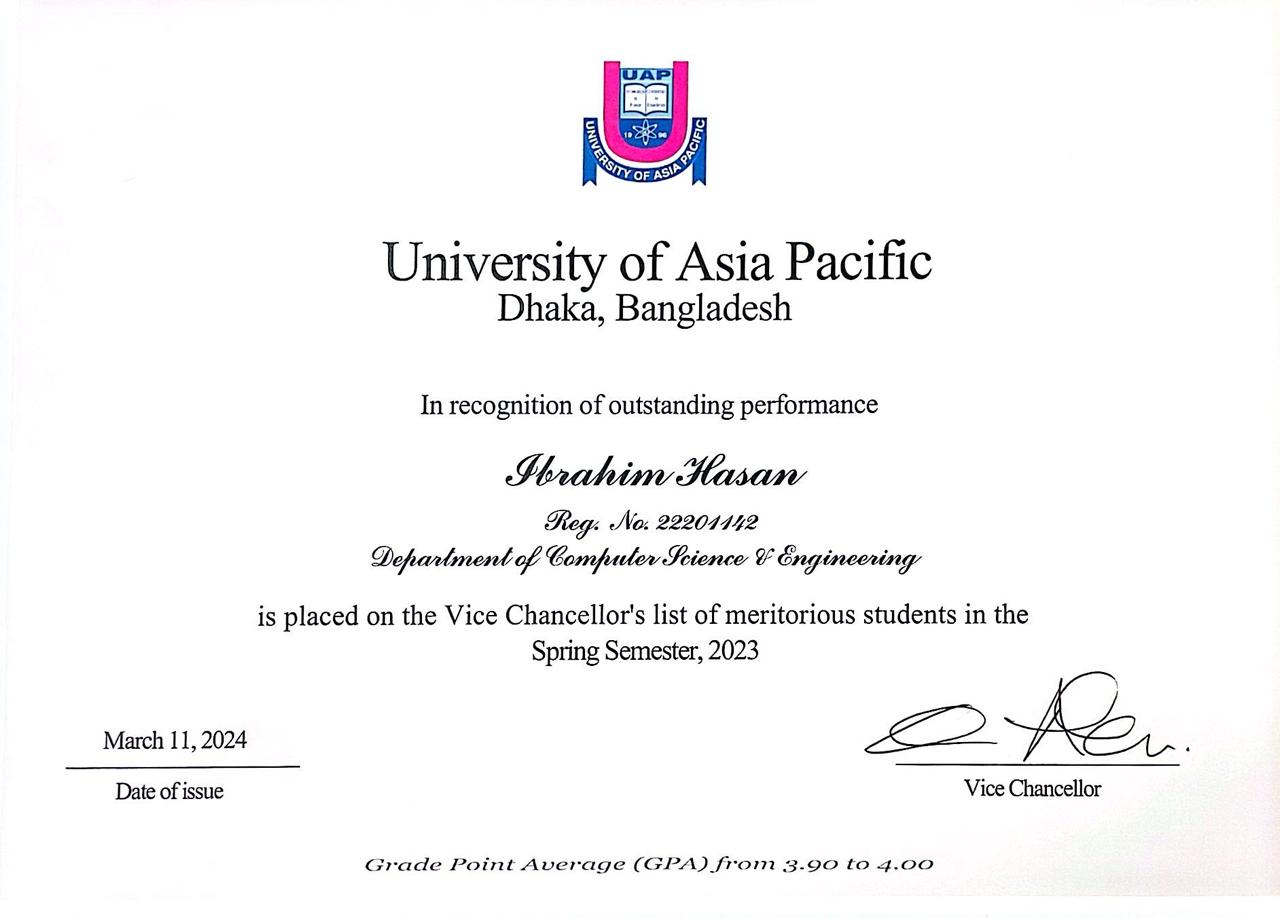 UAP
19 96
UNIVERSITY OF ASIA PACIFIC
University of Asia Pacific
Dhaka, Bangladesh
In recognition of outstanding performance
Ibrahim Hasan
Reg. No. 22201142
Department of Computer Science & Engineering
is placed on the Vice Chancellor's list of meritorious students in the
Spring Semester, 2023
March 11, 2024
Date of issue
Vice Chancellor
Grade Point Average (GPA) from 3.90 to 4.00